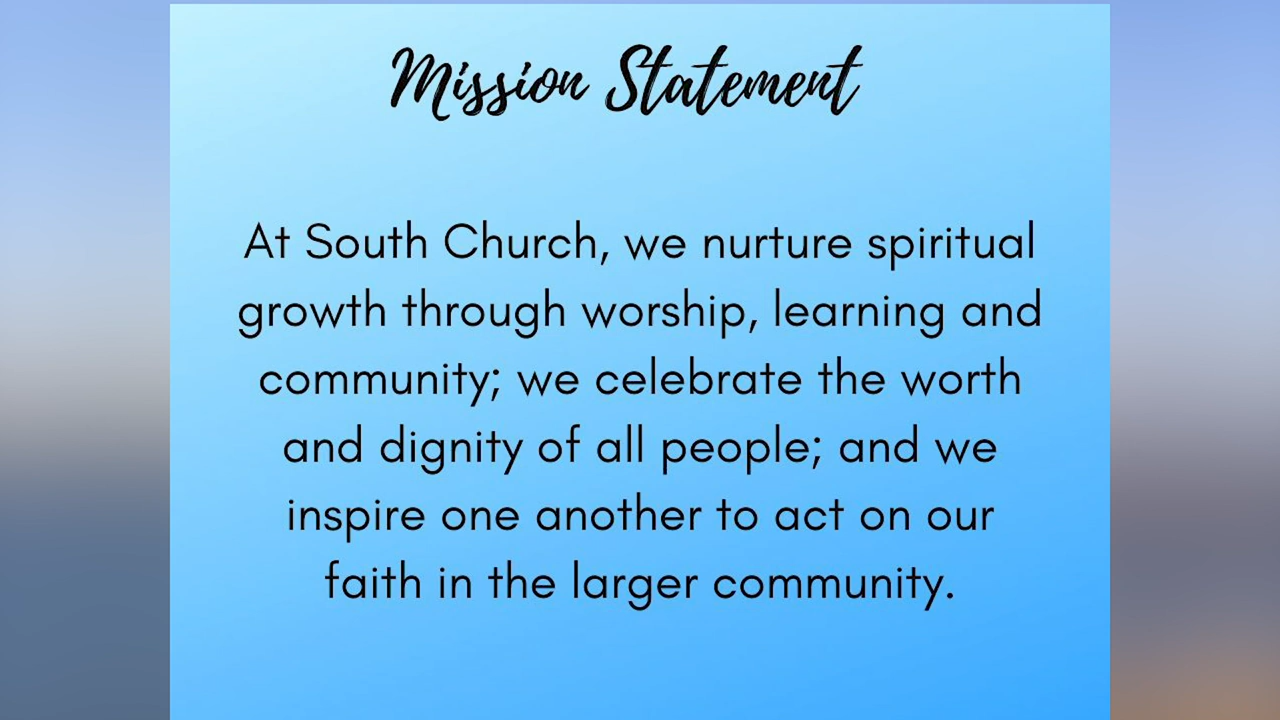 Mission Statement
At South Church, we nurture spiritual
growth through worship, learning and
community; we celebrate the worth
and dignity of all people; and we
inspire one another to act on our
faith in the larger community.